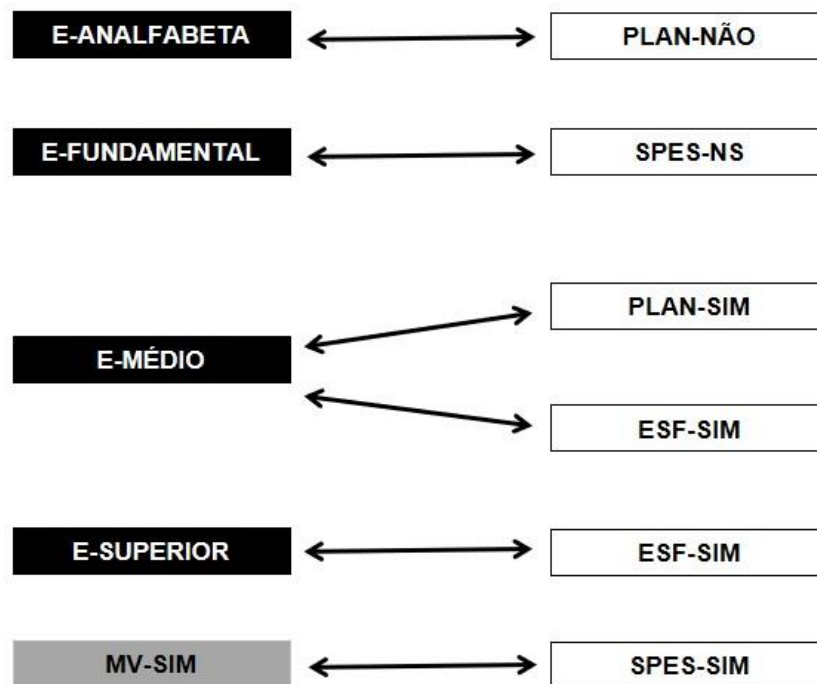 E-ANALFABETA
PLAN-NÃO
E-FUNDAMENTAL
SPES-NS
PLAN-SIM
E-MÉDIO
ESF-SIM
E-SUPERIOR
ESF-SIM
MV-SIM
SPES-SIM